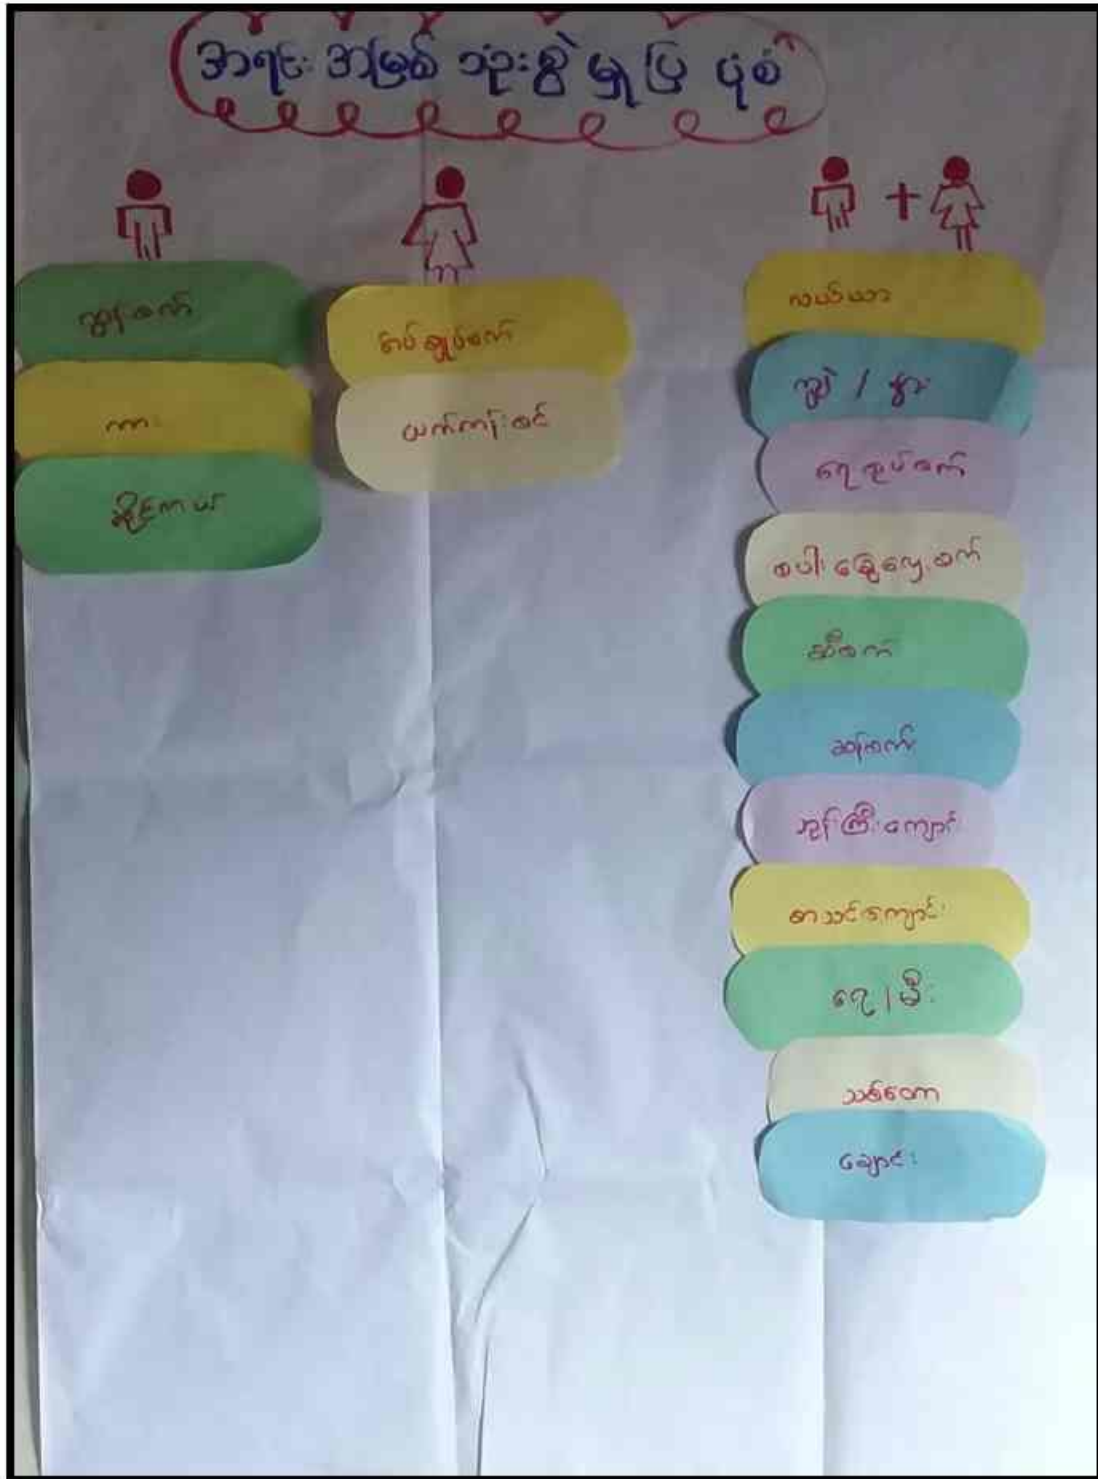 အရင်းအမြစ် သုံးစွဲမှုပြ ပုံစံ
ထွန်စက်
ကား
ဆိုင်ကယ်
စပ်ချုပ်စက်
ယက်ကန်းစင်
+
လယ်ယာ
ကျွဲ / နွား
ရေစုပ်စက်
စပါးခြွေလှေ့စက်
ဆီစက်
ဆန်စက်
ဘုန်းကြီးကျောင်း
စာသင်ကျောင်း
ရေ / မီး
သစ်တော
ချောင်း